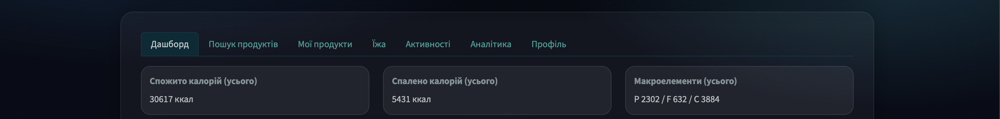 Дашборд Пошук продуктів Мої продукти Їжа Активності Аналітика Профіль
Спожито калорій (усього)
30617 ккал
Спалено калорій (усього)
5431 ккал
Макроелементи (усього)
P 2302 / F 632 / C 3884